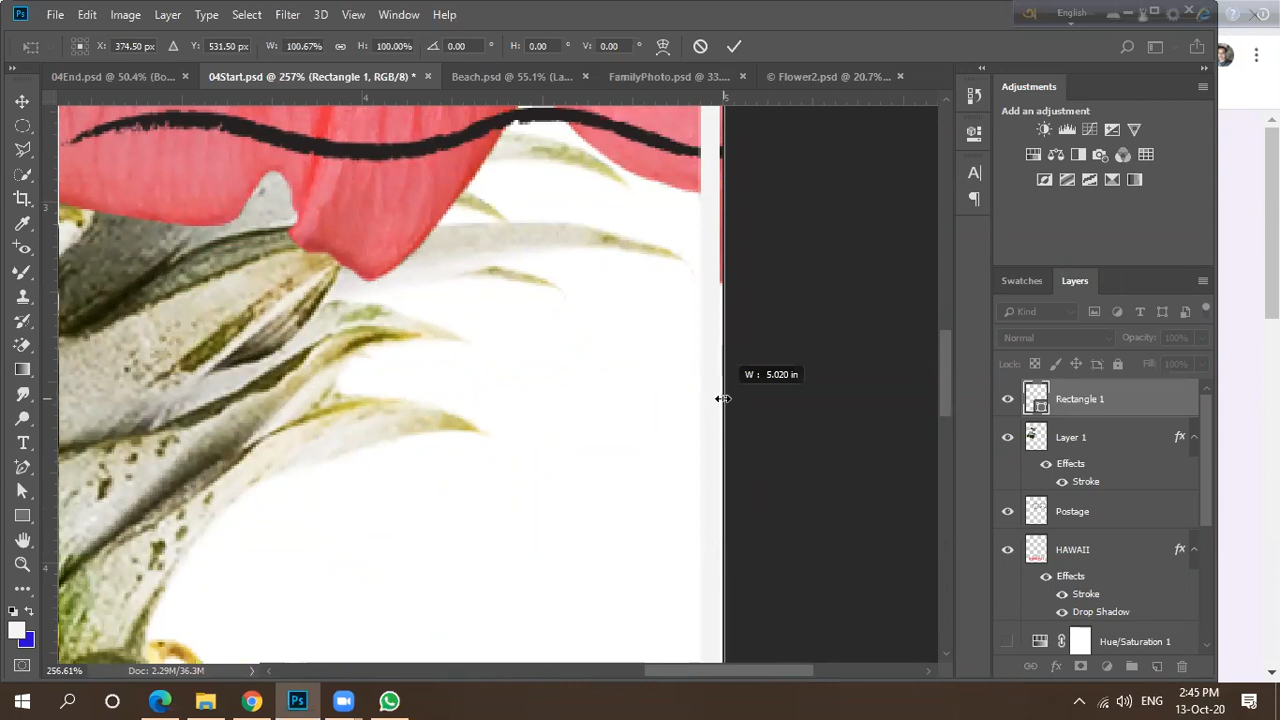 Ps File Edit Image Layer Type Select Filter 3D View Window Help English
X: 374.50 px Y: 531.50 px W: 100.67% H: 100.00% 0.00 ° H: 0.00 ° V: 0.00 °
04End.psd @ 50.4% (Bo... × 04Start.psd @ 257% (Rectangle 1, RGB/8) * × Beach.psd @ 55.1% (La... × FamilyPhoto.psd @ 33.... × © Flower2.psd @ 20.7%... ×
4 5
3
4
W : 5.020 in
Adjustments
Add an adjustment
Swatches Layers
Kind
Normal Opacity: 100%
Lock: Fill: 100%
Rectangle 1
Layer 1 fx
Effects
Stroke
Postage
HAWAII fx
Effects
Stroke
Drop Shadow
Hue/Saturation 1
256.61% Doc: 2.29M/36.3M
ENG 2:45 PM
13-Oct-20